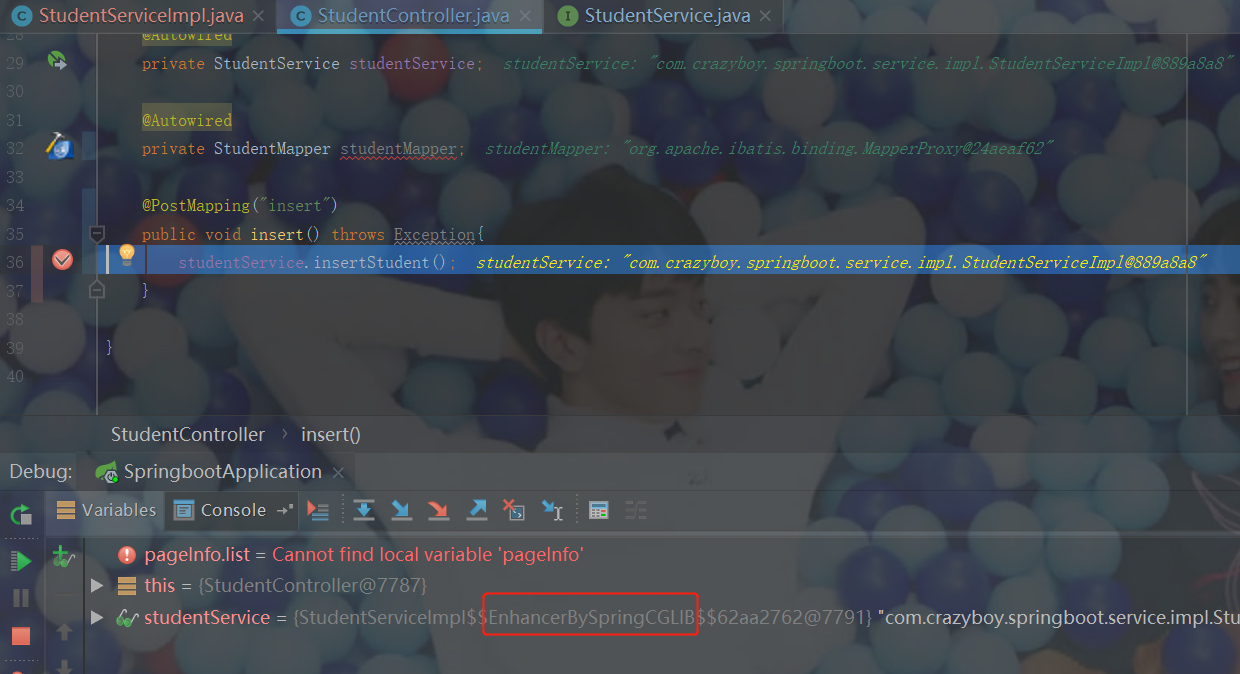 StudentServiceImpl.java × StudentController.java × StudentService.java ×
28 @Autowired
29 private StudentService studentService; studentService: "com.crazyboy.springboot.service.impl.StudentServiceImpl@889a8a8"
30
31 @Autowired
32 private StudentMapper studentMapper; studentMapper: "org.apache.ibatis.binding.MapperProxy@24aeaf62"
33
34 @PostMapping("insert")
35 public void insert() throws Exception{
36 studentService.insertStudent(); studentService: "com.crazyboy.springboot.service.impl.StudentServiceImpl@889a8a8"
37 }
38
39 }
40
StudentController › insert()
Debug: SpringbootApplication ×
Variables Console
pageInfo.list = Cannot find local variable 'pageInfo'
this = {StudentController@7787}
studentService = {StudentServiceImpl$$EnhancerBySpringCGLIB$$62aa2762@7791} "com.crazyboy.springboot.service.impl.Stu